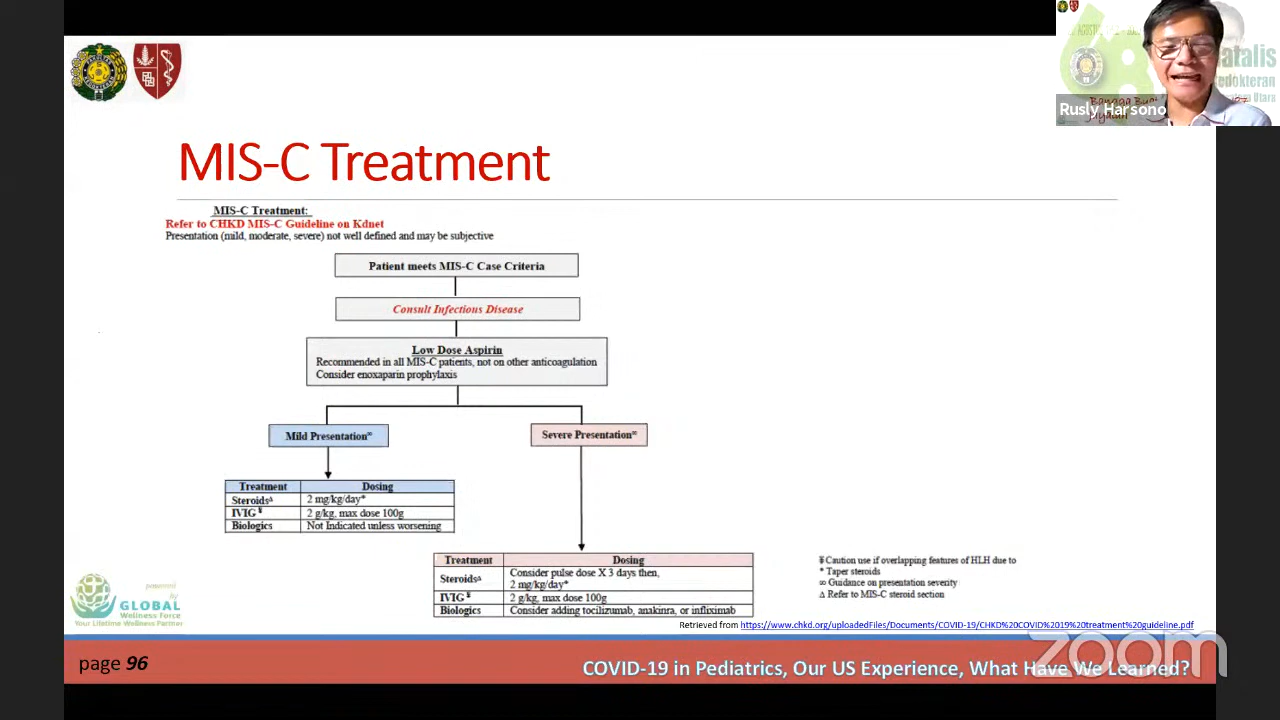 Rusly Harsono
MIS-C Treatment
MIS-C Treatment:
Refer to CHKD MIS-C Guideline on Kdnet
Presentation (mild, moderate, severe) not well defined and may be subjective
Patient meets MIS-C Case Criteria
Consult Infectious Disease
Low Dose Aspirin
Recommended in all MIS-C patients, not on other anticoagulation
Consider enoxaparin prophylaxis
Mild Presentation∞
Severe Presentation∞
Treatment Dosing
Steroids∆ 2 mg/kg/day*
IVIG ¥ 2 g/kg, max dose 100g
Biologics Not Indicated unless worsening
Treatment Dosing
Steroids∆ Consider pulse dose X 3 days then,
2 mg/kg/day*
IVIG ¥ 2 g/kg, max dose 100g
Biologics Consider adding tocilizumab, anakinra, or infliximab
¥ Caution use if overlapping features of HLH due to
* Taper steroids
∞ Guidance on presentation severity
∆ Refer to MIS-C steroid section
powered
by
GLOBAL
Wellness Force
Your Lifetime Wellness Partner
Retrieved from https://www.chkd.org/uploadedFiles/Documents/COVID-19/CHKD%20COVID%2019%20treatment%20guideline.pdf
page 96
COVID-19 in Pediatrics, Our US Experience, What Have We Learned?
zoom